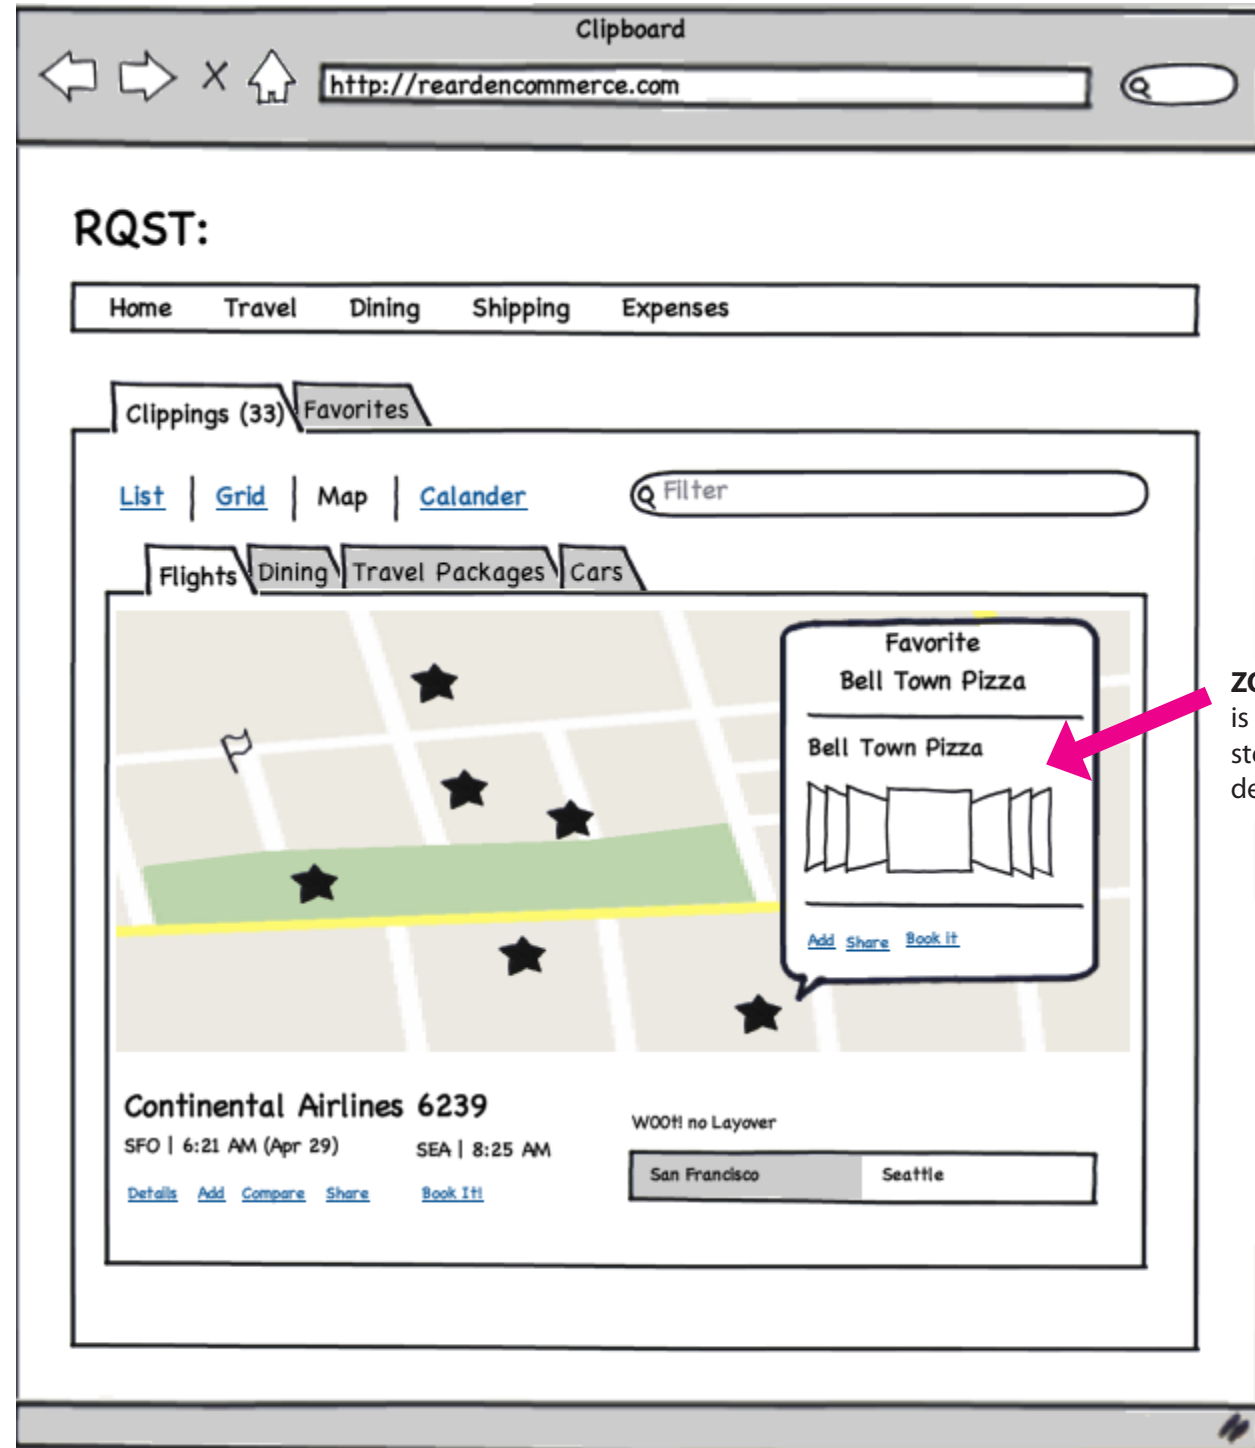 Clipboard
http://reardencommerce.com
RQST:
Home Travel Dining Shipping Expenses
Clippings (33) Favorites
List | Grid | Map | Calander
Filter
Flights Dining Travel Packages Cars
Favorite
Bell Town Pizza
Bell Town Pizza
Add Share Book it
is
Continental Airlines 6239
SFO | 6:21 AM (Apr 29) SEA | 8:25 AM
Details Add Compare Share Book It!
W00t! no Layover
San Francisco Seattle